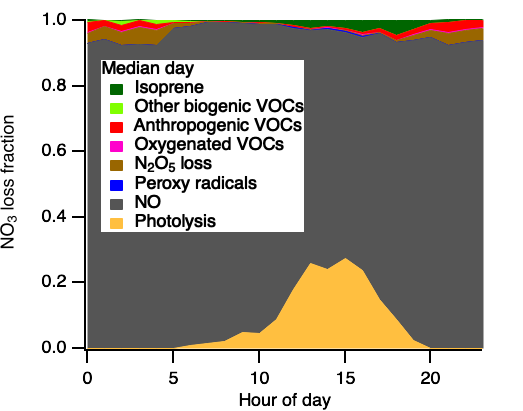 1.0
0.8
0.6
0.4
0.2
0.0
NO₃ loss fraction
Median day
Isoprene
Other biogenic VOCs
Anthropogenic VOCs
Oxygenated VOCs
N₂O₅ loss
Peroxy radicals
NO
Photolysis
0 5 10 15 20
Hour of day